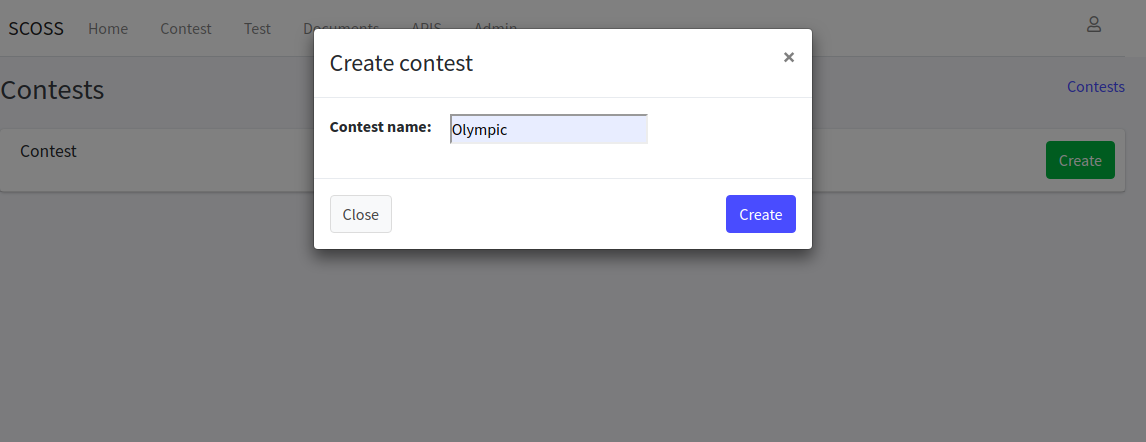 SCOSS Home Contest Test Documents APIS Admin
Create contest ×
Contests
Contests
Contest name: Olympic
Contest
Create
Close
Create